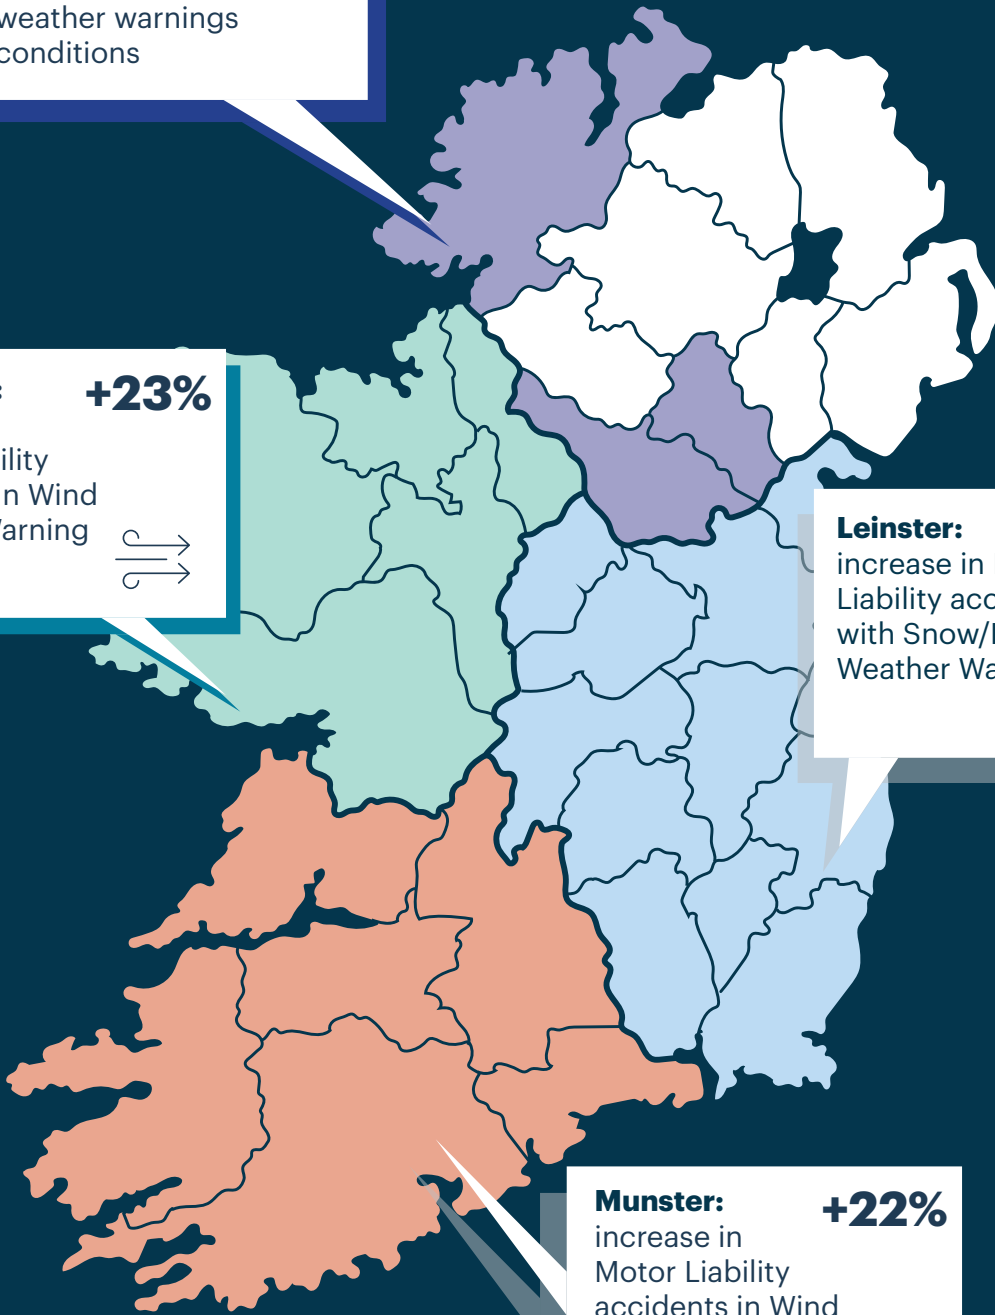 weather warnings
conditions
+23%
ility
n Wind
arning
Leinster:
increase in
Liability acc
with Snow/
Weather Wa
Munster: +22%
increase in
Motor Liability
accidents in Wind